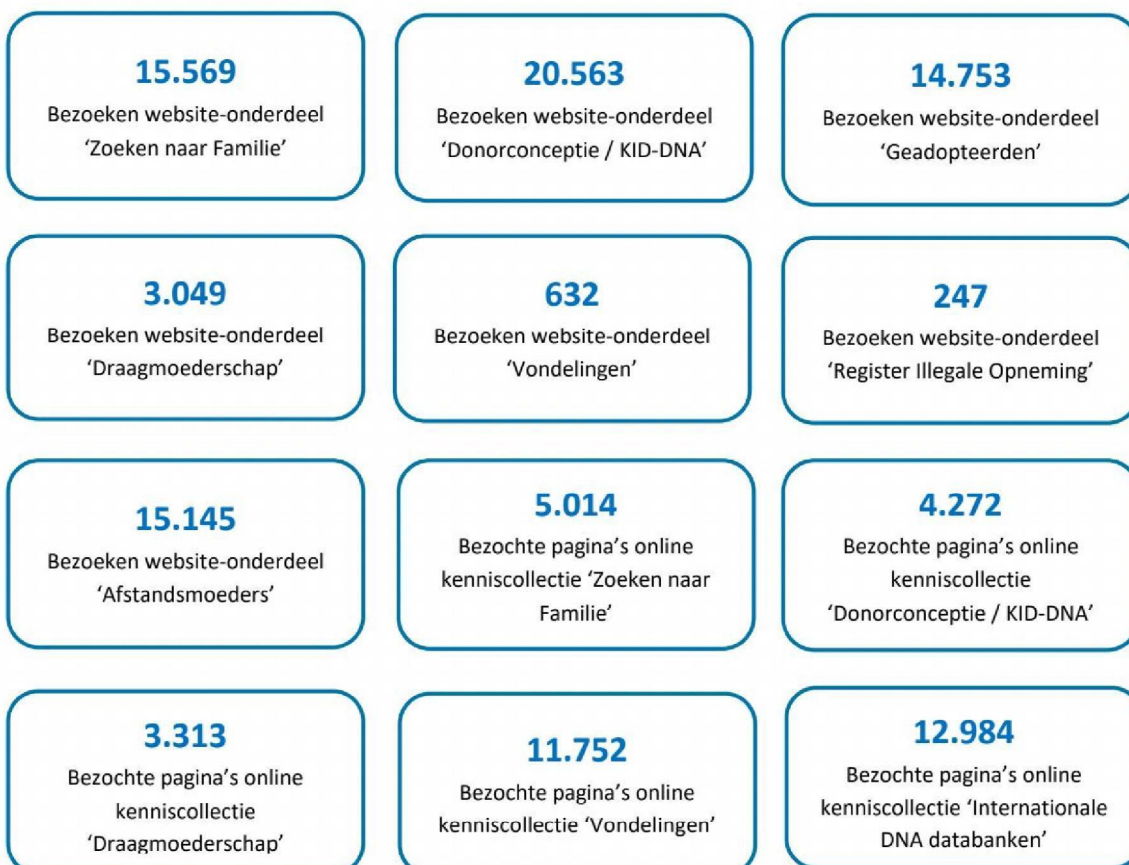 15.569
Bezoeken website-onderdeel
‘Zoeken naar Familie’
20.563
Bezoeken website-onderdeel
‘Donorconceptie / KID-DNA’
14.753
Bezoeken website-onderdeel
‘Geadopteerden’
3.049
Bezoeken website-onderdeel
‘Draagmoederschap’
632
Bezoeken website-onderdeel
‘Vondelingen’
247
Bezoeken website-onderdeel
‘Register Illegale Opneming’
15.145
Bezoeken website-onderdeel
‘Afstandsmoeders’
5.014
Bezochte pagina’s online
kenniscollectie ‘Zoeken naar
Familie’
4.272
Bezochte pagina’s online
kenniscollectie
‘Donorconceptie / KID-DNA’
3.313
Bezochte pagina’s online
kenniscollectie
‘Draagmoederschap’
11.752
Bezochte pagina’s online
kenniscollectie ‘Vondelingen’
12.984
Bezochte pagina’s online
kenniscollectie ‘Internationale
DNA databanken’